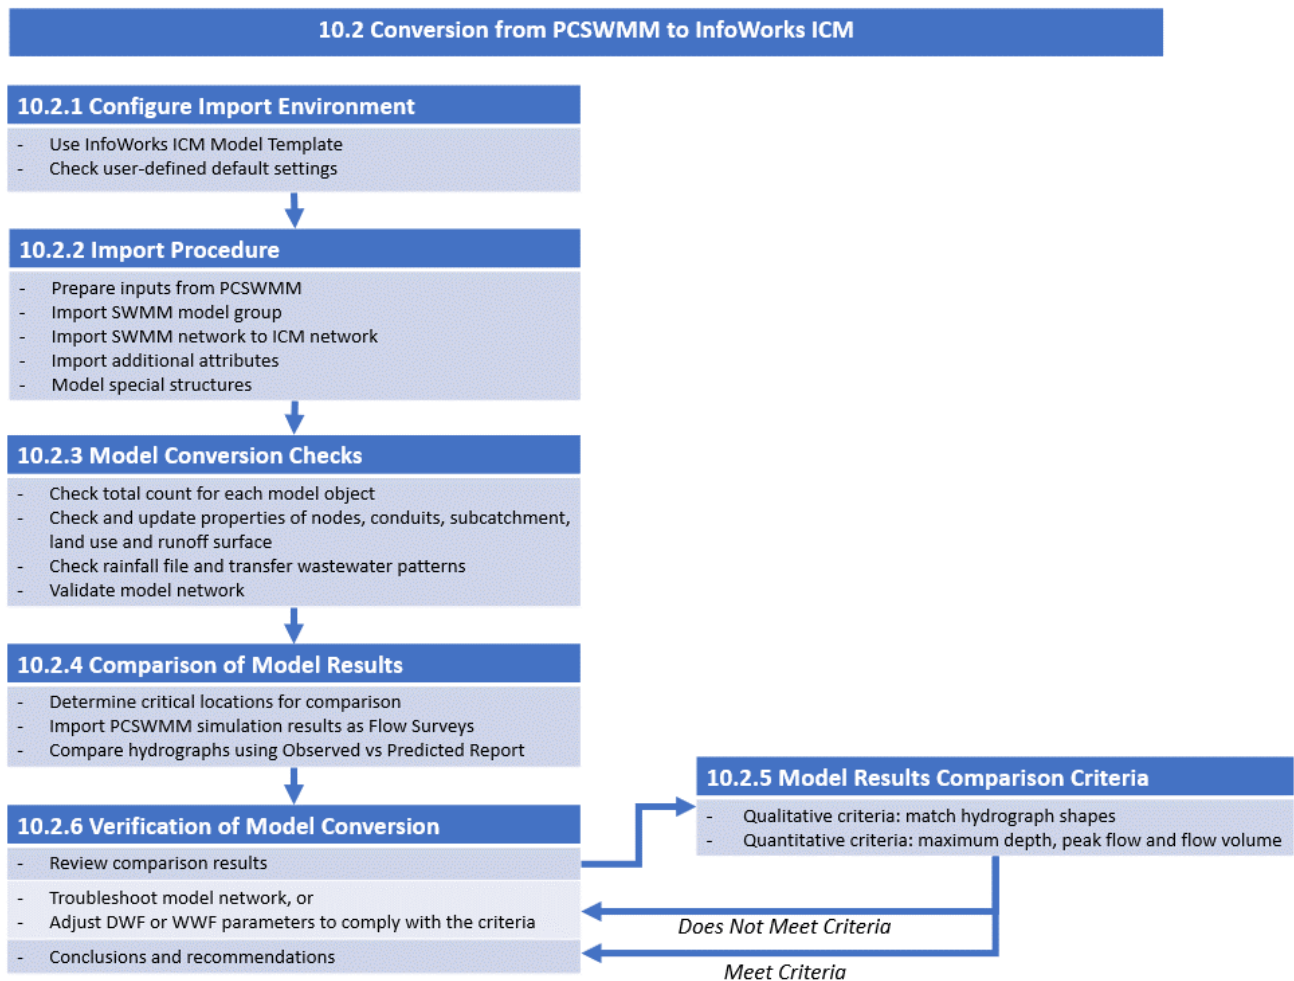 10.2 Conversion from PCSWMM to InfoWorks ICM
10.2.1 Configure Import Environment
- Use InfoWorks ICM Model Template
- Check user-defined default settings
10.2.2 Import Procedure
- Prepare inputs from PCSWMM
- Import SWMM model group
- Import SWMM network to ICM network
- Import additional attributes
- Model special structures
10.2.3 Model Conversion Checks
- Check total count for each model object
- Check and update properties of nodes, conduits, subcatchment,
land use and runoff surface
- Check rainfall file and transfer wastewater patterns
- Validate model network
10.2.4 Comparison of Model Results
- Determine critical locations for comparison
- Import PCSWMM simulation results as Flow Surveys
- Compare hydrographs using Observed vs Predicted Report
10.2.6 Verification of Model Conversion
- Review comparison results
- Troubleshoot model network, or
- Adjust DWF or WWF parameters to comply with the criteria
- Conclusions and recommendations
10.2.5 Model Results Comparison Criteria
- Qualitative criteria: match hydrograph shapes
- Quantitative criteria: maximum depth, peak flow and flow volume
Does Not Meet Criteria
Meet Criteria